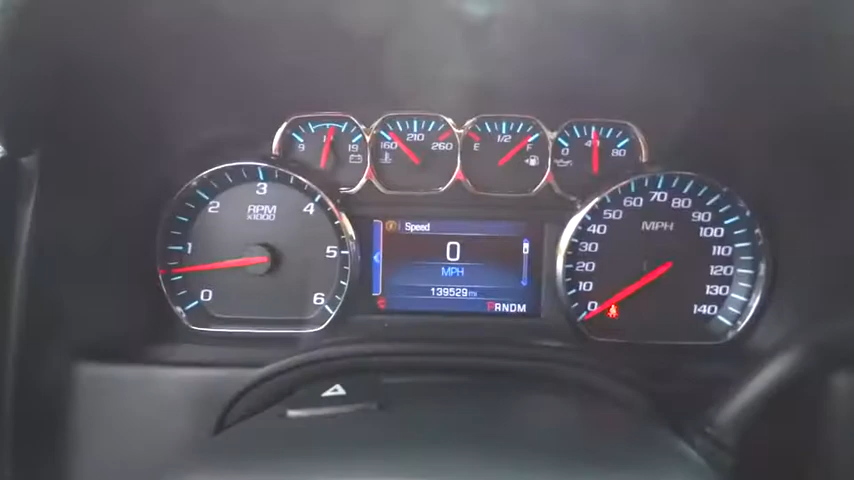 9 19
160 210 260
E 1/2 F
0 40 80
RPM
X1000
0 1 2 3 4 5 6
Speed
0
MPH
139529 mi
PRNDM
MPH
0 10 20 30 40 50 60 70 80 90 100 110 120 130 140